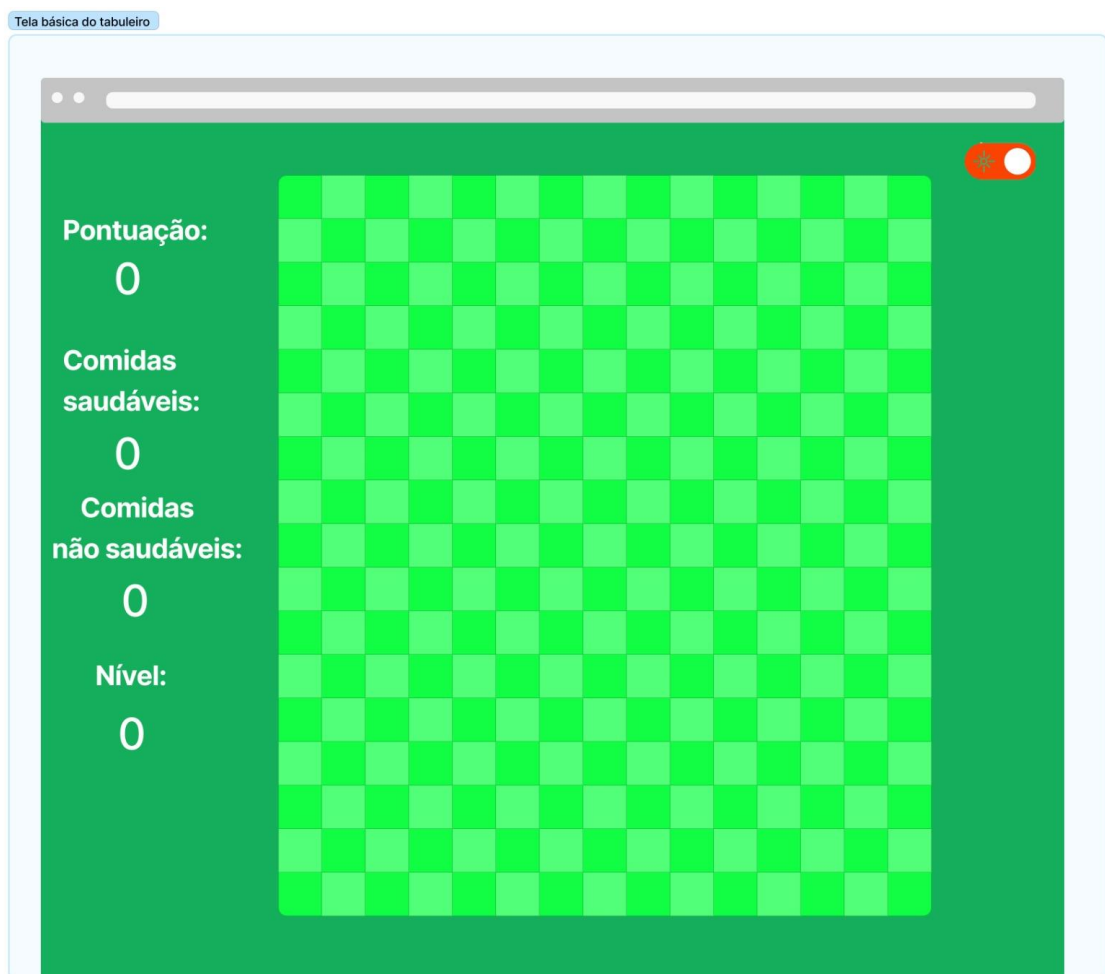 Tela básica do tabuleiro
Pontuação:
0
Comidas
saudáveis:
0
Comidas
não saudáveis:
0
Nível:
0